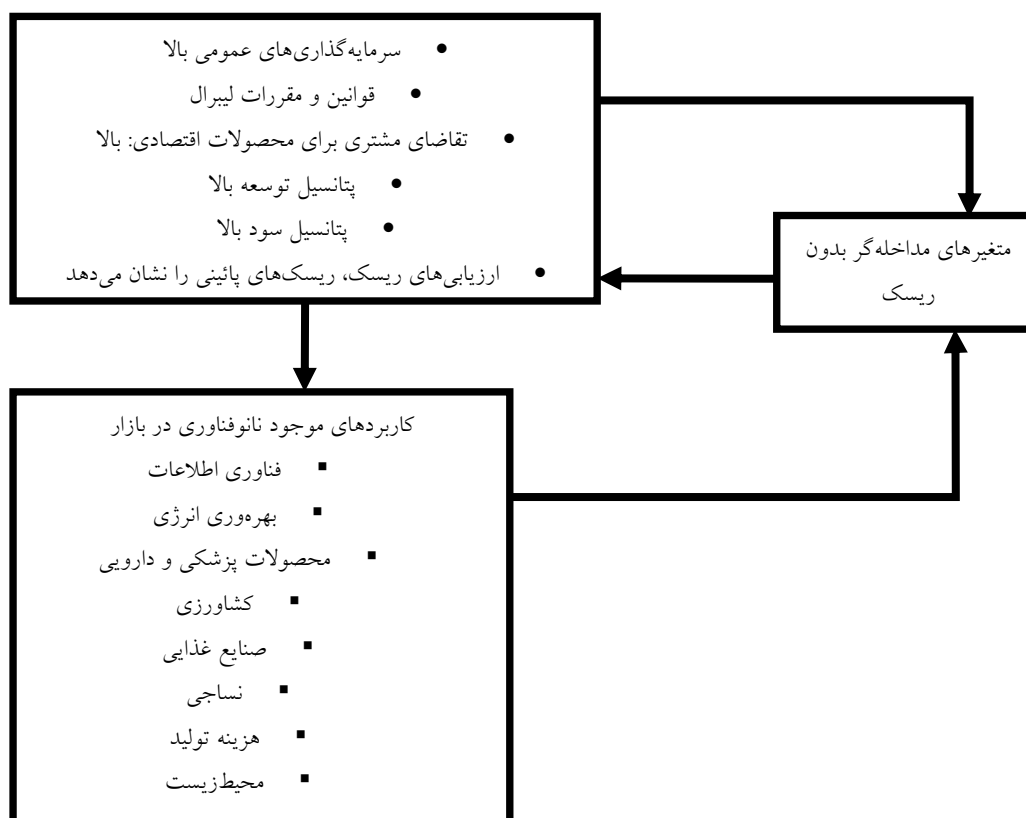 • سرمایه‌گذاری‌های عمومی بالا
• قوانین و مقررات لیبرال
• تقاضای مشتری برای محصولات اقتصادی: بالا
• پتانسیل توسعه بالا
• پتانسیل سود بالا
• ارزیابی‌های ریسک، ریسک‌های پائینی را نشان می‌دهد
متغیرهای مداخله‌گر بدون
ریسک
کاربردهای موجود نانوفناوری در بازار
▪ فناوری اطلاعات
▪ بهره‌وری انرژی
▪ محصولات پزشکی و دارویی
▪ کشاورزی
▪ صنایع غذایی
▪ نساجی
▪ هزینه تولید
▪ محیط‌زیست